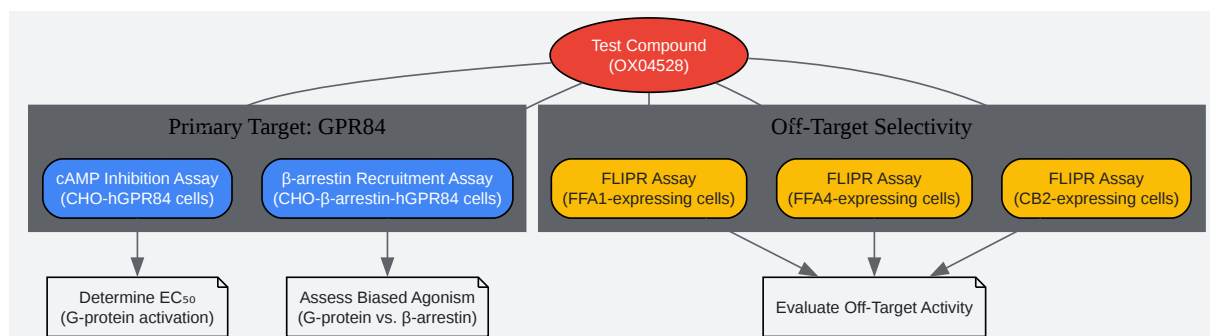 Test Compound
(OX04528)
Primary Target: GPR84
Off-Target Selectivity
cAMP Inhibition Assay
(CHO-hGPR84 cells)
β-arrestin Recruitment Assay
(CHO-β-arrestin-hGPR84 cells)
FLIPR Assay
(FFA1-expressing cells)
FLIPR Assay
(FFA4-expressing cells)
FLIPR Assay
(CB2-expressing cells)
Determine EC₅₀
(G-protein activation)
Assess Biased Agonism
(G-protein vs. β-arrestin)
Evaluate Off-Target Activity